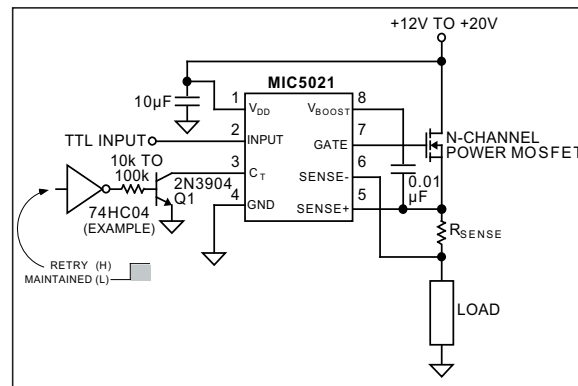 +12V TO +20V
MIC5021
10µF
1
VDD
VBOOST
8
TTL INPUT
2
INPUT
GATE
7
N-CHANNEL
POWER MOSFET
10k TO
100k
3
CT
SENSE-
6
2N3904
Q1
0.01
µF
74HC04
(EXAMPLE)
4
GND
SENSE+
5
RSENSE
RETRY (H)
MAINTAINED (L)
LOAD